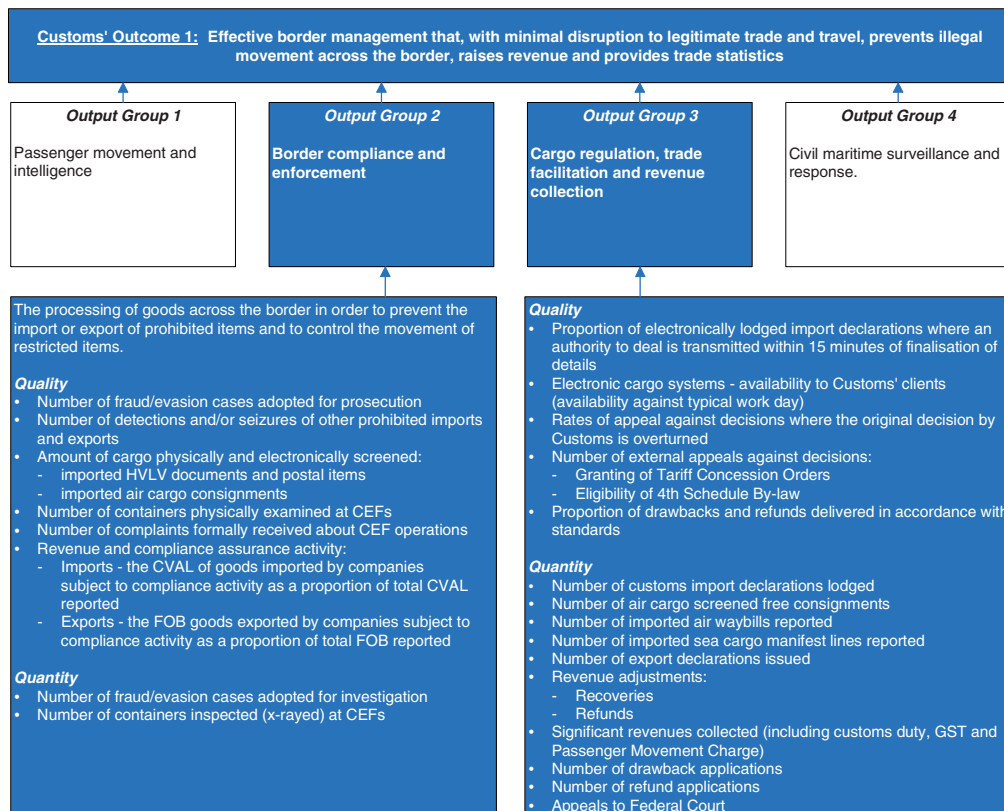 Customs' Outcome 1: Effective border management that, with minimal disruption to legitimate trade and travel, prevents illegal
movement across the border, raises revenue and provides trade statistics
Output Group 1
Passenger movement and
intelligence
Output Group 2
Border compliance and
enforcement
Output Group 3
Cargo regulation, trade
facilitation and revenue
collection
Output Group 4
Civil maritime surveillance and
response.
The processing of goods across the border in order to prevent the
import or export of prohibited items and to control the movement of
restricted items.
Quality
• Number of fraud/evasion cases adopted for prosecution
• Number of detections and/or seizures of other prohibited imports
and exports
• Amount of cargo physically and electronically screened:
- imported HVLV documents and postal items
- imported air cargo consignments
• Number of containers physically examined at CEFs
• Number of complaints formally received about CEF operations
• Revenue and compliance assurance activity:
- Imports - the CVAL of goods imported by companies
subject to compliance activity as a proportion of total CVAL
reported
- Exports - the FOB goods exported by companies subject to
compliance activity as a proportion of total FOB reported
Quantity
• Number of fraud/evasion cases adopted for investigation
• Number of containers inspected (x-rayed) at CEFs
Quality
• Proportion of electronically lodged import declarations where an
authority to deal is transmitted within 15 minutes of finalisation of
details
• Electronic cargo systems - availability to Customs' clients
(availability against typical work day)
• Rates of appeal against decisions where the original decision by
Customs is overturned
• Number of external appeals against decisions:
- Granting of Tariff Concession Orders
- Eligibility of 4th Schedule By-law
• Proportion of drawbacks and refunds delivered in accordance with
standards
Quantity
• Number of customs import declarations lodged
• Number of air cargo screened free consignments
• Number of imported air waybills reported
• Number of imported sea cargo manifest lines reported
• Number of export declarations issued
• Revenue adjustments:
- Recoveries
- Refunds
• Significant revenues collected (including customs duty, GST and
Passenger Movement Charge)
• Number of drawback applications
• Number of refund applications
• Appeals to Federal Court